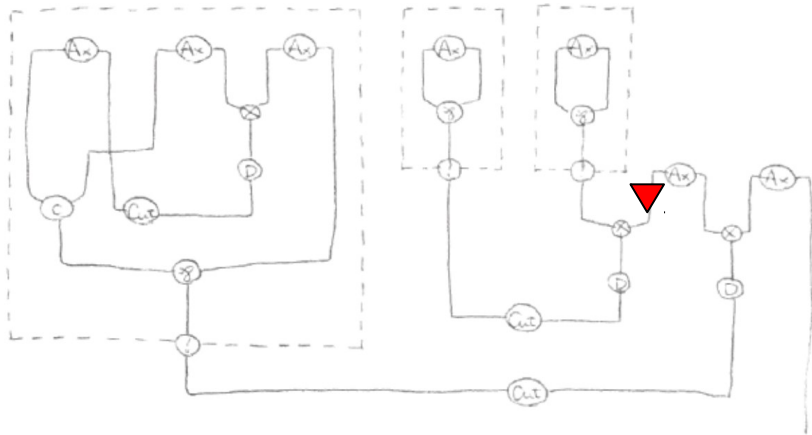 Ax Ax Ax Ax Ax
⊗ ⅋ ⅋
D ! ! Ax Ax
C Cut ⊗ ⊗
⅋ D D
! Cut
Cut